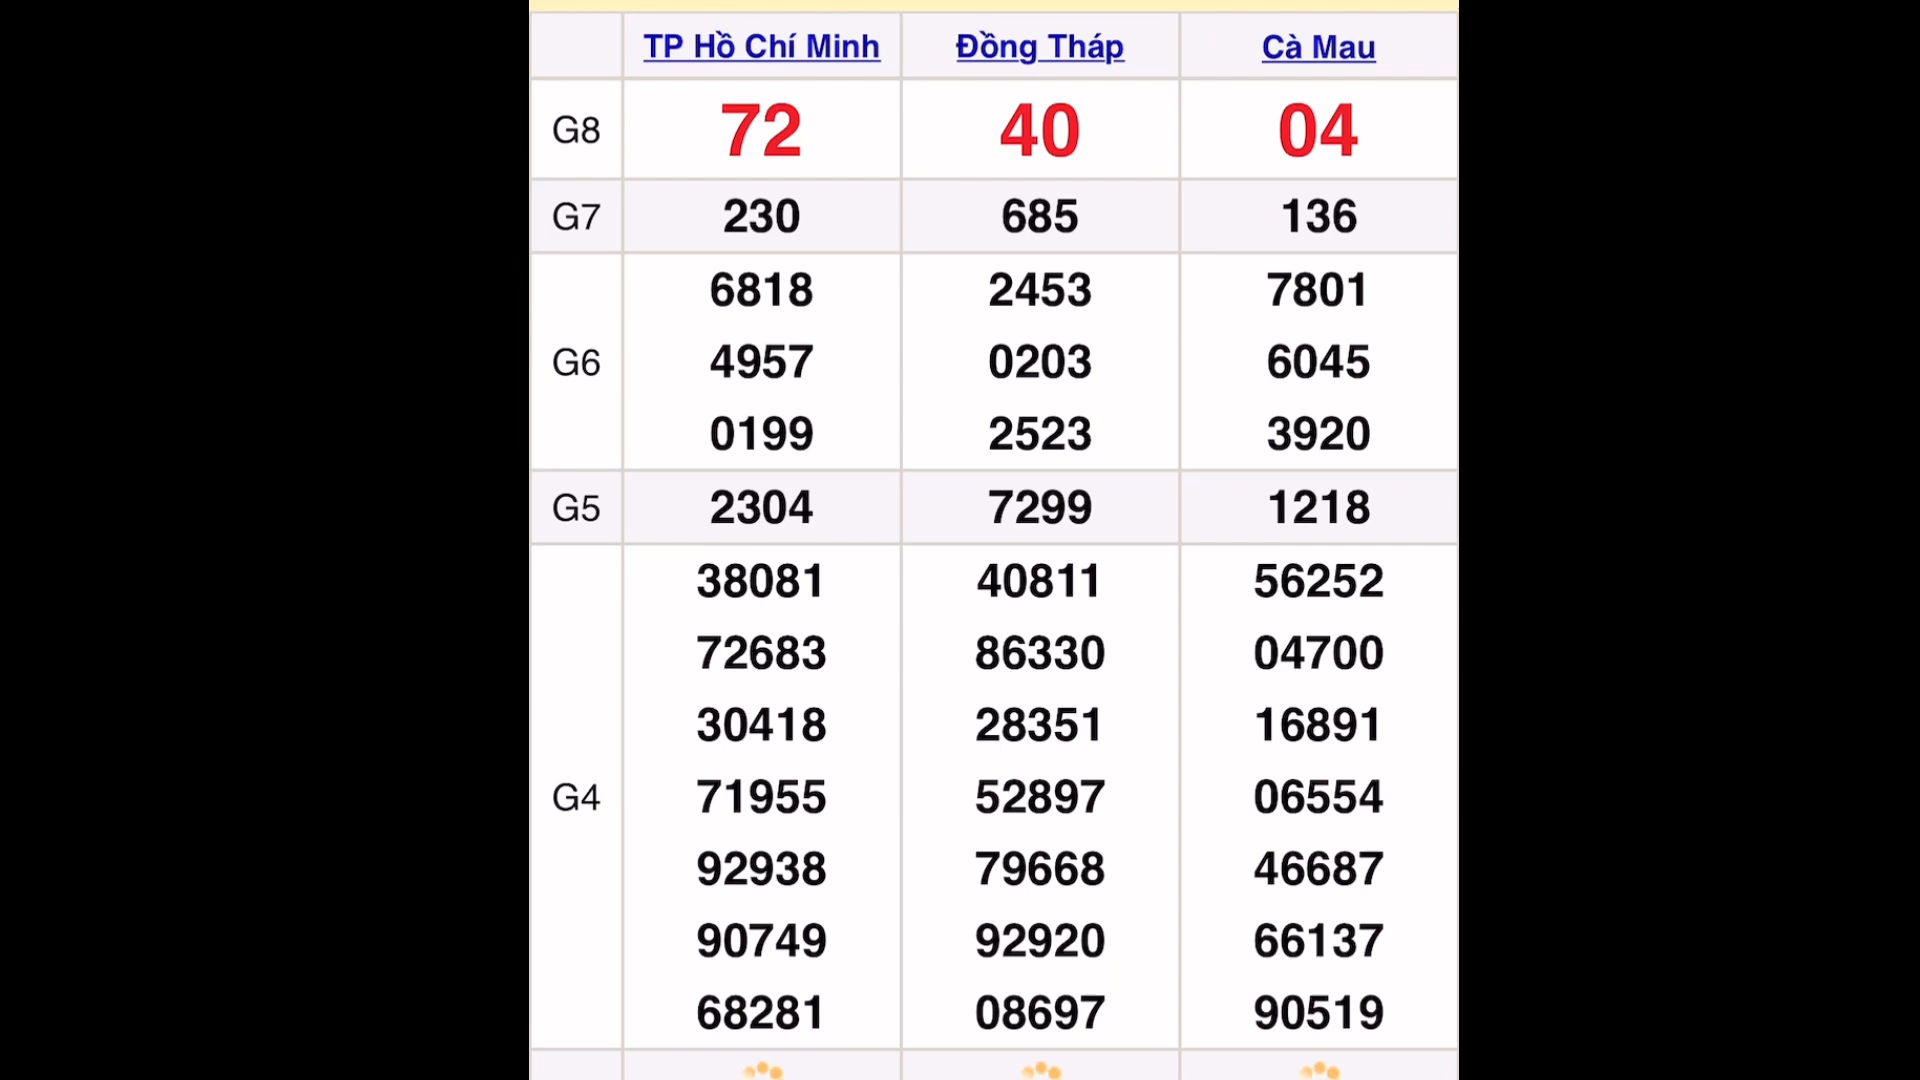 TP Hồ Chí Minh Đồng Tháp Cà Mau
G8 72 40 04
G7 230 685 136
6818 2453 7801
G6 4957 0203 6045
0199 2523 3920
G5 2304 7299 1218
38081 40811 56252
72683 86330 04700
30418 28351 16891
G4 71955 52897 06554
92938 79668 46687
90749 92920 66137
68281 08697 90519